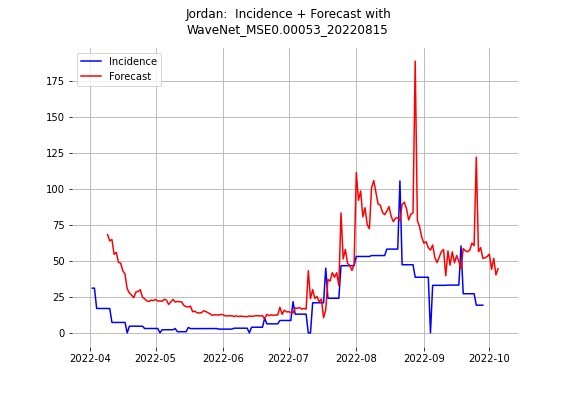 Jordan:  Incidence + Forecast with
WaveNet_MSE0.00053_20220815
Incidence
Forecast
175
150
125
100
75
50
25
0
2022-04 2022-05 2022-06 2022-07 2022-08 2022-09 2022-10